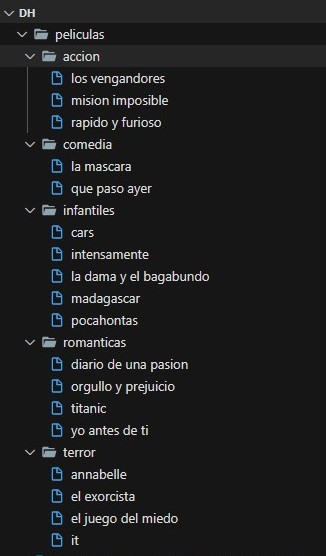 DH
peliculas
accion
los vengandores
mision imposible
rapido y furioso
comedia
la mascara
que paso ayer
infantiles
cars
intensamente
la dama y el bagabundo
madagascar
pocahontas
romanticas
diario de una pasion
orgullo y prejuicio
titanic
yo antes de ti
terror
annabelle
el exorcista
el juego del miedo
it